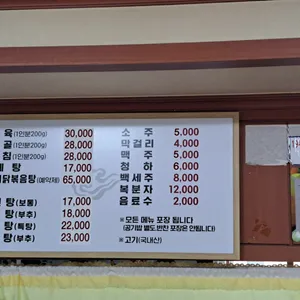 육(1인분200g) 30,000
골(1인분200g) 28,000
침(1인분200g) 28,000
탕 17,000
닭볶음탕(예약제) 65,000
탕(보통) 17,000
탕(부추) 18,000
탕(특탕) 22,000
탕(부추) 23,000
소주 5,000
막걸리 4,000
맥주 5,000
청하 6,000
백세주 8,000
복분자 12,000
음료수 2,000
※ 모든 메뉴 포장 됩니다
(공기밥 별도,반찬 포장은 안됩니다)
※ 고기(국내산)